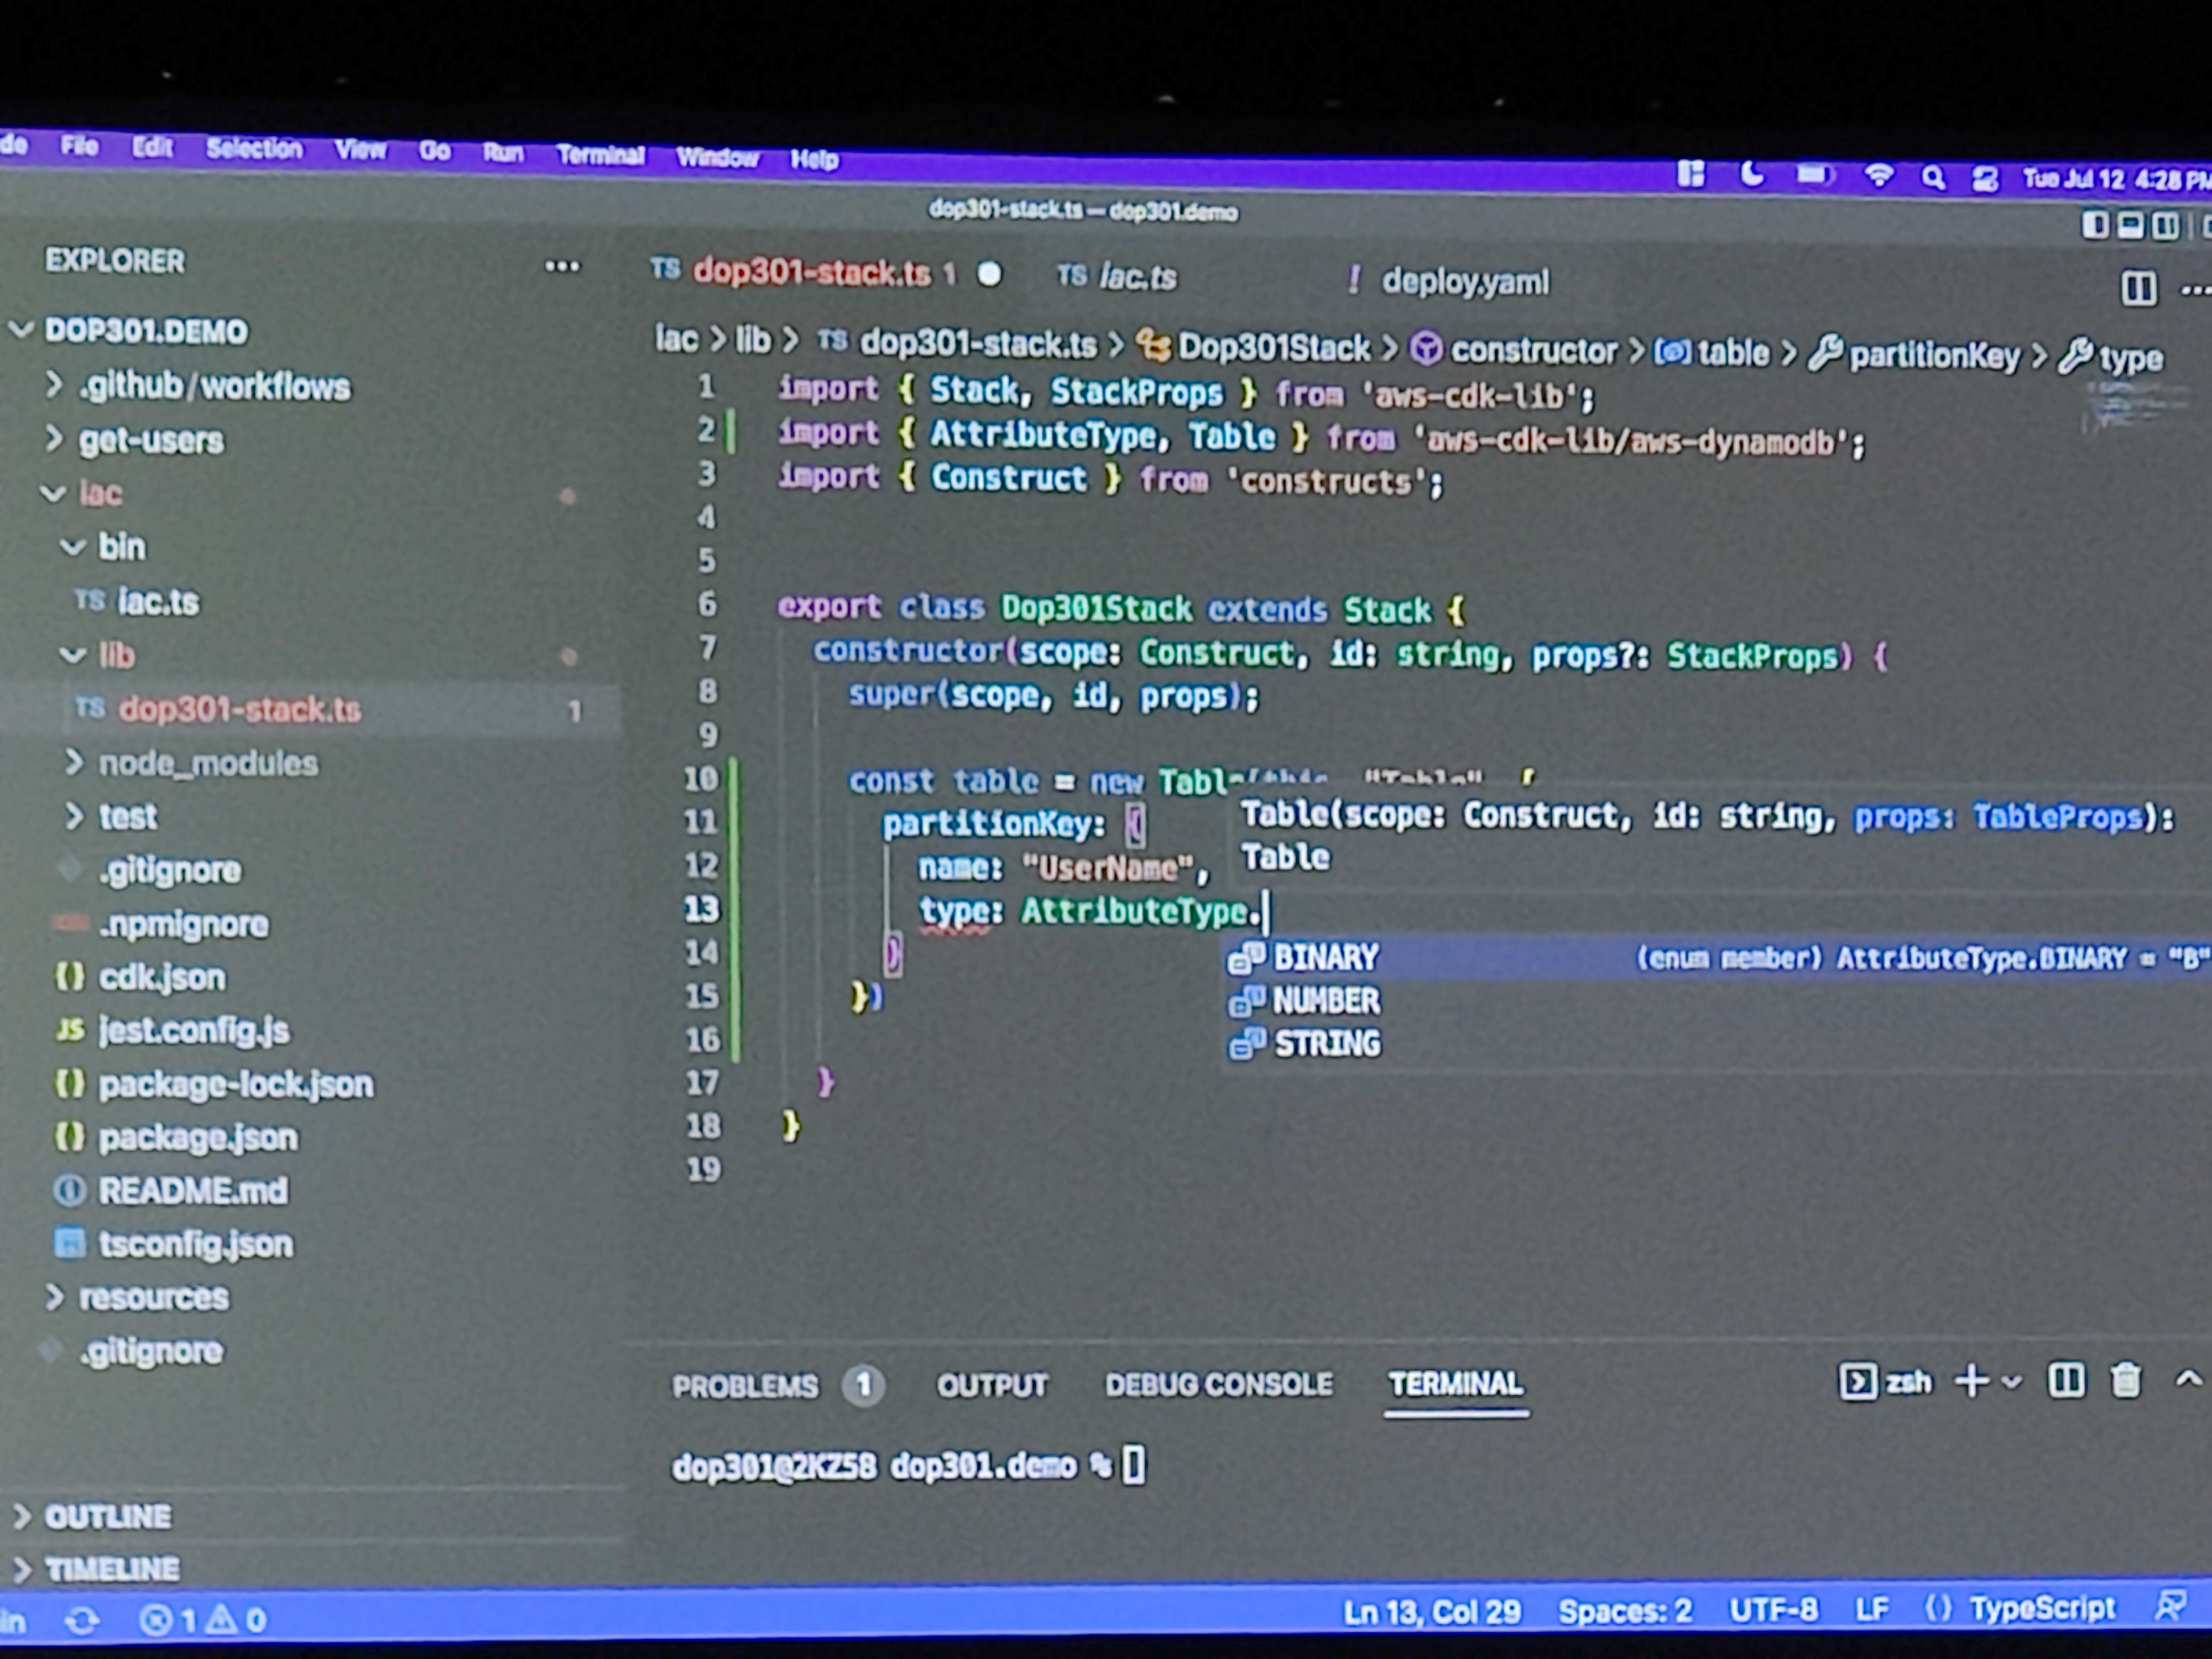 de File Edit Selection View Go Run Terminal Window Help
Tue Jul 12 4:28 PM
dop301-stack.ts — dop301.demo
EXPLORER
DOP301.DEMO
.github/workflows
get-users
iac
bin
TS iac.ts
lib
TS dop301-stack.ts 1
node_modules
test
.gitignore
.npmignore
{} cdk.json
JS jest.config.js
{} package-lock.json
{} package.json
README.md
tsconfig.json
resources
.gitignore
OUTLINE
TIMELINE
TS dop301-stack.ts 1 TS iac.ts ! deploy.yaml
iac > lib > TS dop301-stack.ts > Dop301Stack > constructor > table > partitionKey > type
1 import { Stack, StackProps } from 'aws-cdk-lib';
2 import { AttributeType, Table } from 'aws-cdk-lib/aws-dynamodb';
3 import { Construct } from 'constructs';
4
5
6 export class Dop301Stack extends Stack {
7 constructor(scope: Construct, id: string, props?: StackProps) {
8 super(scope, id, props);
9
10 const table = new Table(this, "Table", {
11 partitionKey: {
12 name: "UserName",
13 type: AttributeType.
14 }
15 })
16
17 }
18 }
19
Table(scope: Construct, id: string, props: TableProps):
Table
BINARY (enum member) AttributeType.BINARY = "B"
NUMBER
STRING
PROBLEMS 1 OUTPUT DEBUG CONSOLE TERMINAL zsh
dop301@2KZ58 dop301.demo %
in 1 0 Ln 13, Col 29 Spaces: 2 UTF-8 LF {} TypeScript